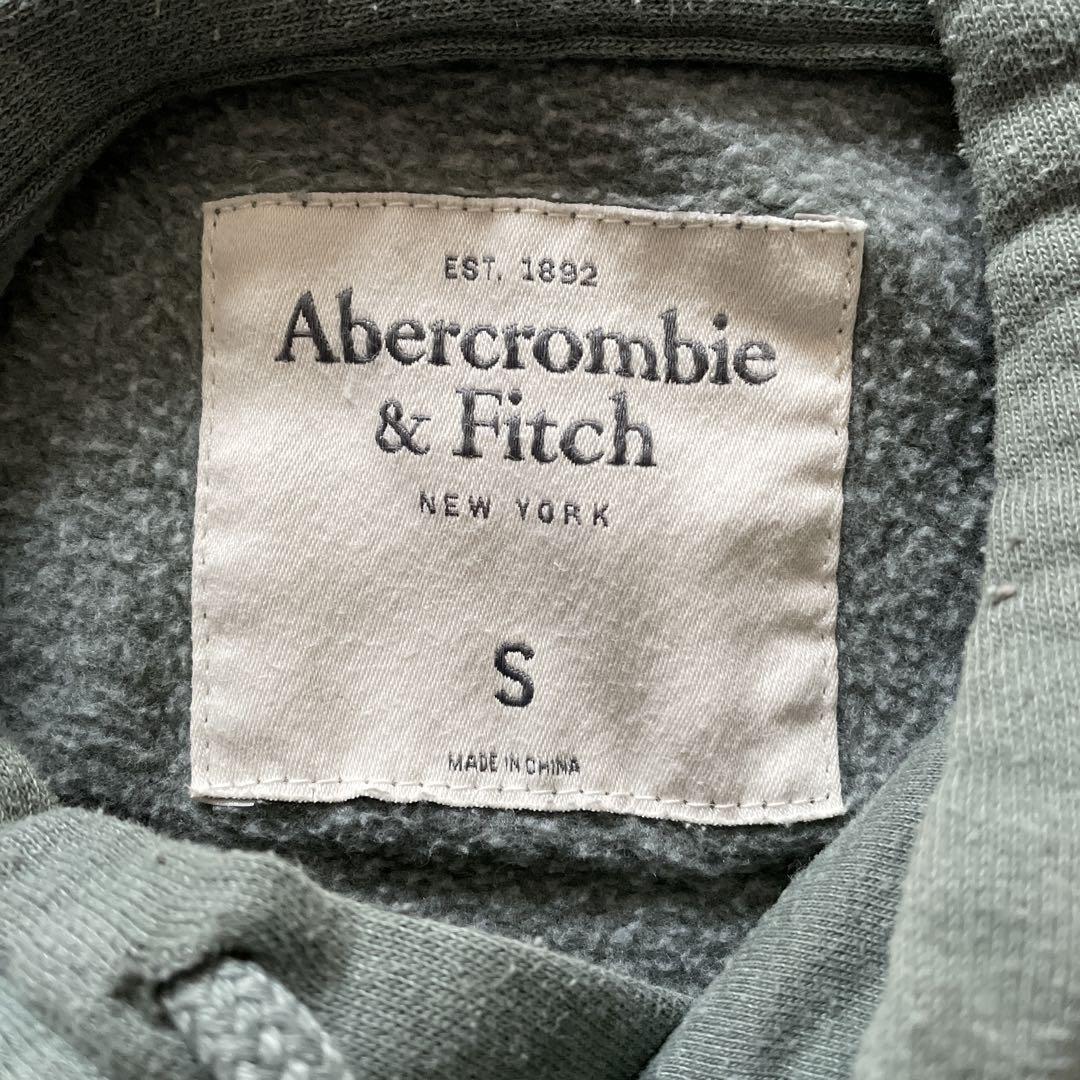 EST. 1892
Abercrombie
& Fitch
NEW YORK
S
MADE IN CHINA